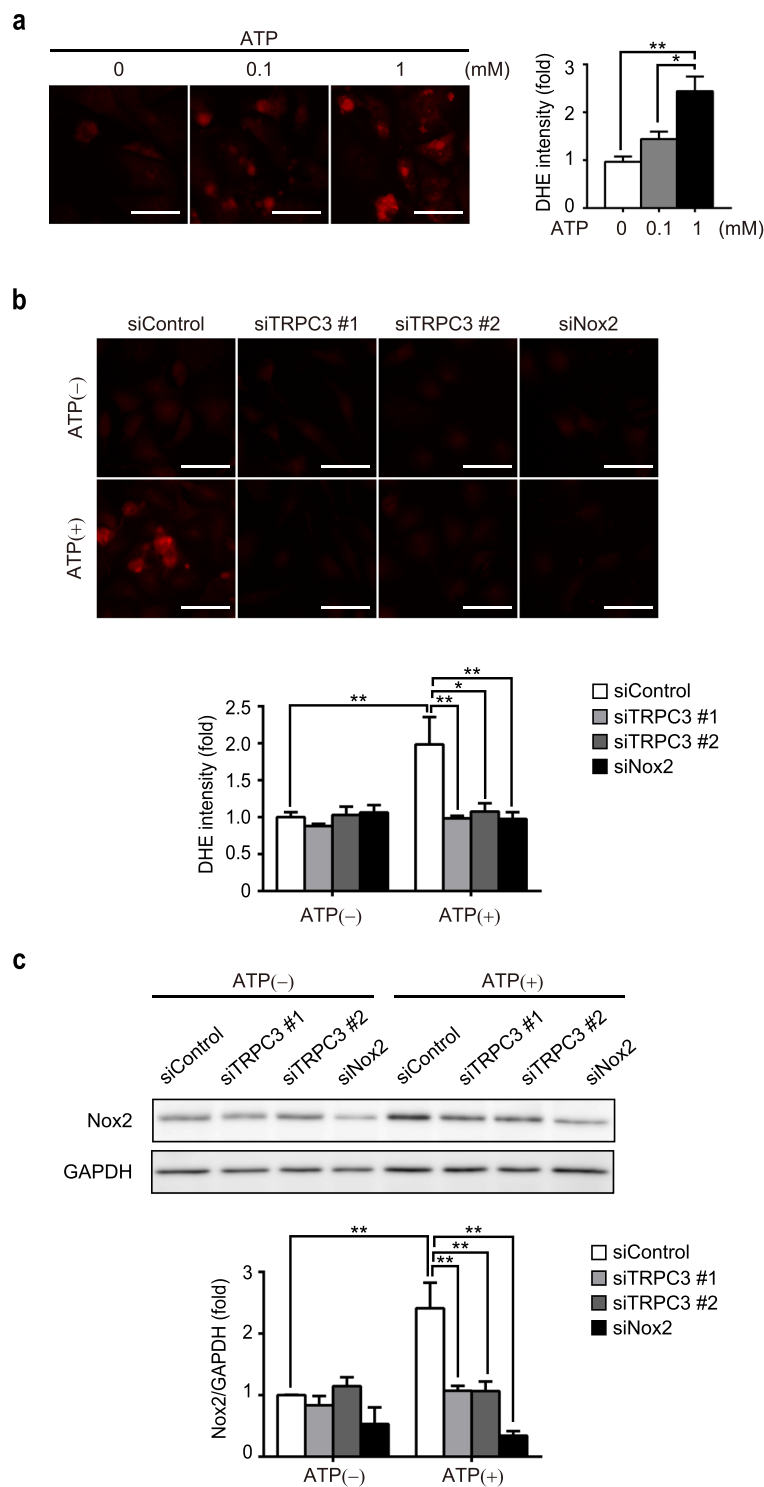 a
ATP
0 0.1 1 (mM)
** 
*
DHE intensity (fold)
3
2
1
0
ATP 0 0.1 1 (mM)
b
siControl siTRPC3 #1 siTRPC3 #2 siNox2
ATP(−)
ATP(+)
**
*
** **
DHE intensity (fold)
2.5
2.0
1.5
1.0
0.5
0
ATP(−) ATP(+)
siControl
siTRPC3 #1
siTRPC3 #2
siNox2
c
ATP(−) ATP(+)
siControl siTRPC3 #1 siTRPC3 #2 siNox2 siControl siTRPC3 #1 siTRPC3 #2 siNox2
Nox2
GAPDH
** **
**
**
Nox2/GAPDH (fold)
3
2
1
0
ATP(−) ATP(+)
siControl
siTRPC3 #1
siTRPC3 #2
siNox2